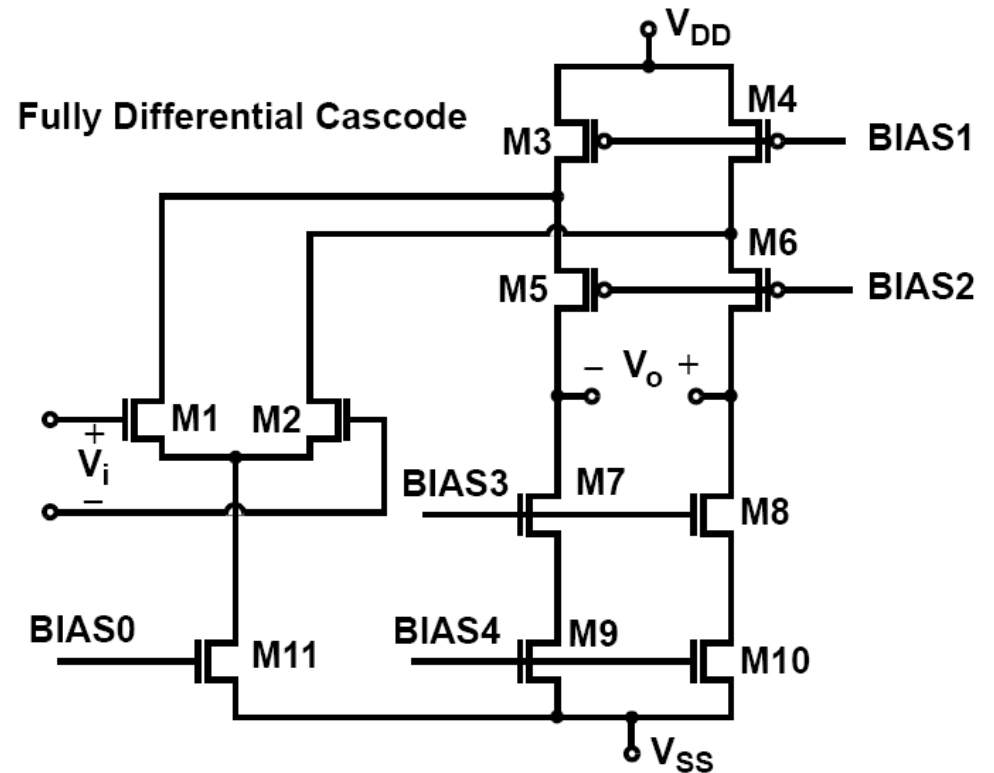 V_DD
Fully Differential Cascode
M4
M3
BIAS1
M6
M5
BIAS2
− V_o +
M1 M2
+
V_i
−
BIAS3 M7
M8
BIAS0
BIAS4 M9
M11
M10
V_SS